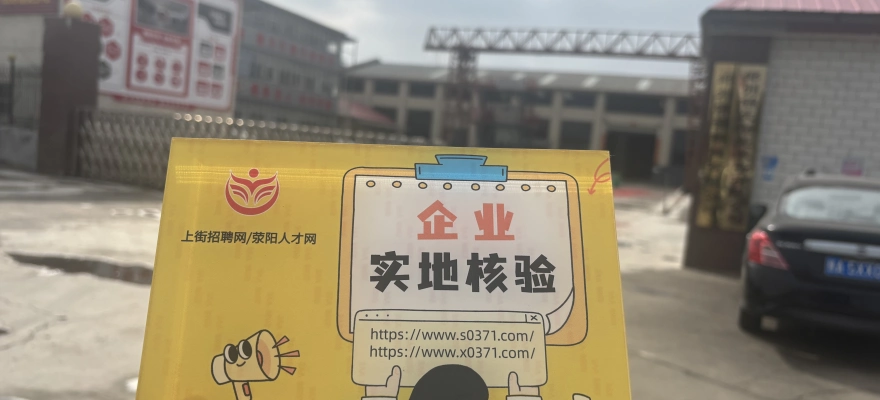 上街招聘网/荥阳人才网
企业
实地核验
https://www.s0371.com/
https://www.x0371.com/